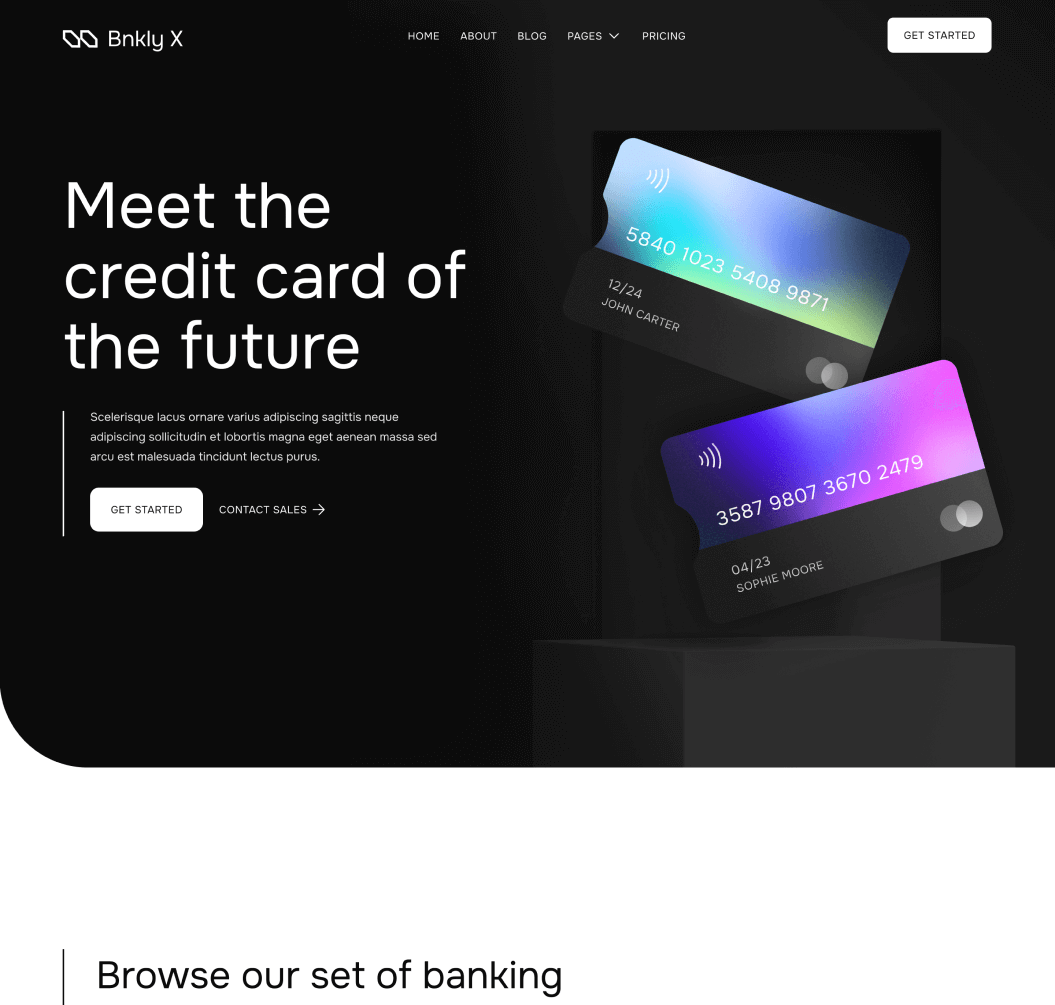 Bnkly X
HOME ABOUT BLOG PAGES PRICING
GET STARTED
Meet the
credit card of
the future
Scelerisque lacus ornare varius adipiscing sagittis neque
adipiscing sollicitudin et lobortis magna eget aenean massa sed
arcu est malesuada tincidunt lectus purus.
GET STARTED
CONTACT SALES
5840 1023 5408 9871
12/24
JOHN CARTER
3587 9807 3670 2479
04/23
SOPHIE MOORE
Browse our set of banking